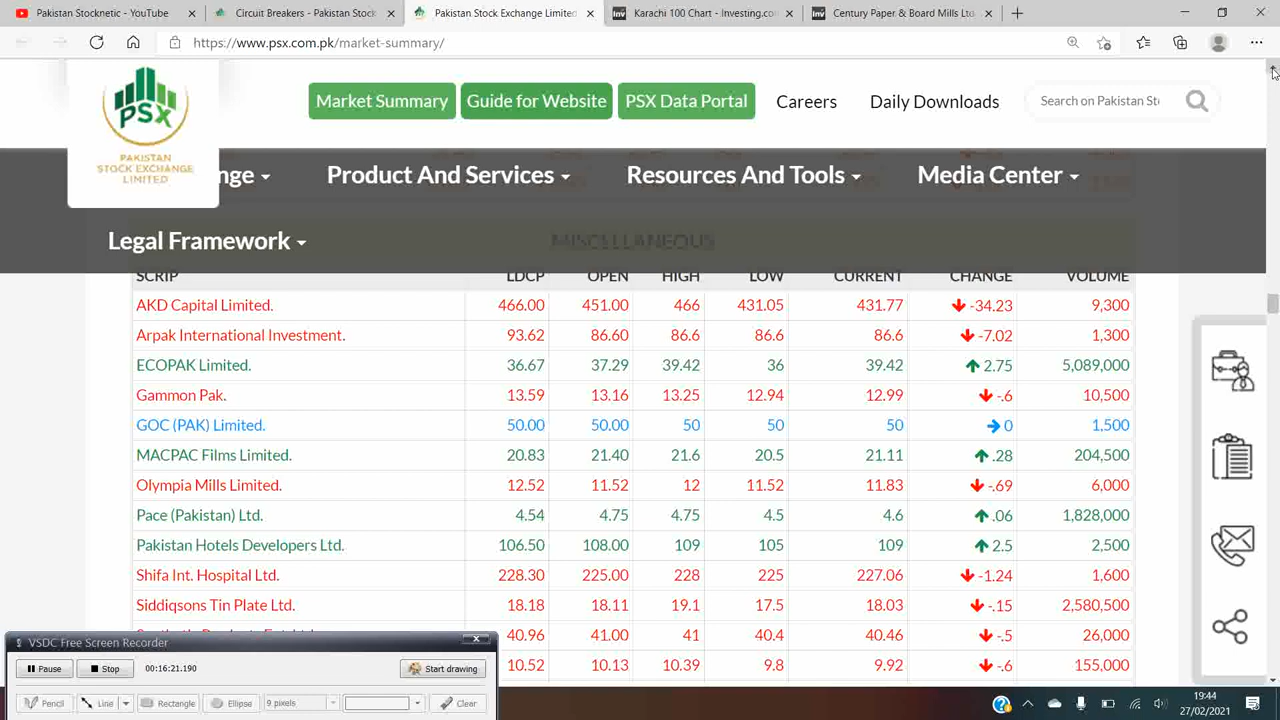 Pakistan Stocknetic - YouTube
Circuit Breakers - Pakistan Stock
Pakistan Stock Exchange Limited
Karachi 100 Chart - Investing.com
Century Paper & Board Mills Ltd.
https://www.psx.com.pk/market-summary/
PSX
PAKISTAN
STOCK EXCHANGE
LIMITED
Market Summary
Guide for Website
PSX Data Portal
Careers
Daily Downloads
Search on Pakistan Sto
nge
Product And Services
Resources And Tools
Media Center
Legal Framework
MISCELLANEOUS
SCRIP LDCP OPEN HIGH LOW CURRENT CHANGE VOLUME
AKD Capital Limited. 466.00 451.00 466 431.05 431.77 -34.23 9,300
Arpak International Investment. 93.62 86.60 86.6 86.6 86.6 -7.02 1,300
ECOPAK Limited. 36.67 37.29 39.42 36 39.42 2.75 5,089,000
Gammon Pak. 13.59 13.16 13.25 12.94 12.99 -.6 10,500
GOC (PAK) Limited. 50.00 50.00 50 50 50 0 1,500
MACPAC Films Limited. 20.83 21.40 21.6 20.5 21.11 .28 204,500
Olympia Mills Limited. 12.52 11.52 12 11.52 11.83 -.69 6,000
Pace (Pakistan) Ltd. 4.54 4.75 4.75 4.5 4.6 .06 1,828,000
Pakistan Hotels Developers Ltd. 106.50 108.00 109 105 109 2.5 2,500
Shifa Int. Hospital Ltd. 228.30 225.00 228 225 227.06 -1.24 1,600
Siddiqsons Tin Plate Ltd. 18.18 18.11 19.1 17.5 18.03 -.15 2,580,500
40.96 41.00 41 40.4 40.46 -.5 26,000
10.52 10.13 10.39 9.8 9.92 -.6 155,000
VSDC Free Screen Recorder
Pause Stop 00:16:21.190 Start drawing
Pencil Line Rectangle Ellipse 9 pixels Clear
19:44
27/02/2021